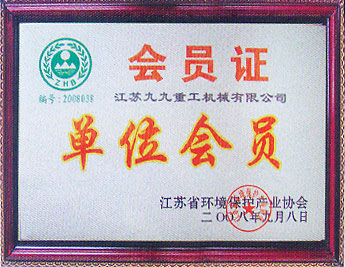 会员证
ZHB
编号:2008038
江苏九九重工机械有限公司
单位会员
江苏省环境保护产业协会
二〇〇八年九月八日